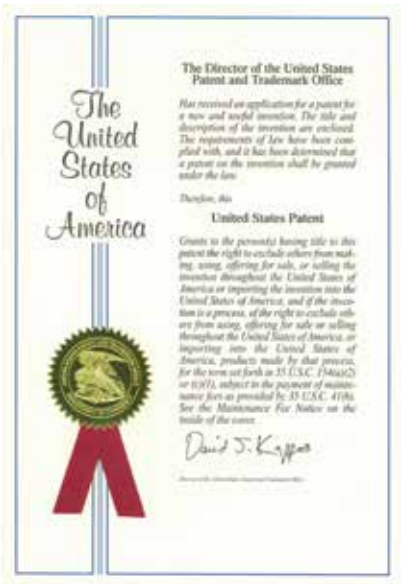 The
United
States
of
America
The Director of the United States
Patent and Trademark Office
Has received an application for a patent for
a new and useful invention. The title and
description of the invention are enclosed.
The requirements of law have been com-
plied with, and it has been determined that
a patent on the invention shall be granted
under the law.
Therefore, this
United States Patent
Grants to the person(s) having title to this
patent the right to exclude others from mak-
ing, using, offering for sale, or selling the
invention throughout the United States of
America or importing the invention into the
United States of America, and if the inven-
tion is a process, of the right to exclude oth-
ers from using, offering for sale or selling
throughout the United States of America, or
importing into the United States of
America, products made by that process,
for the term set forth in 35 U.S.C. 154(a)(2)
or (c)(1), subject to the payment of mainte-
nance fees as provided by 35 U.S.C. 41(b).
See the Maintenance Fee Notice on the
inside of the cover.
David J. Kappos